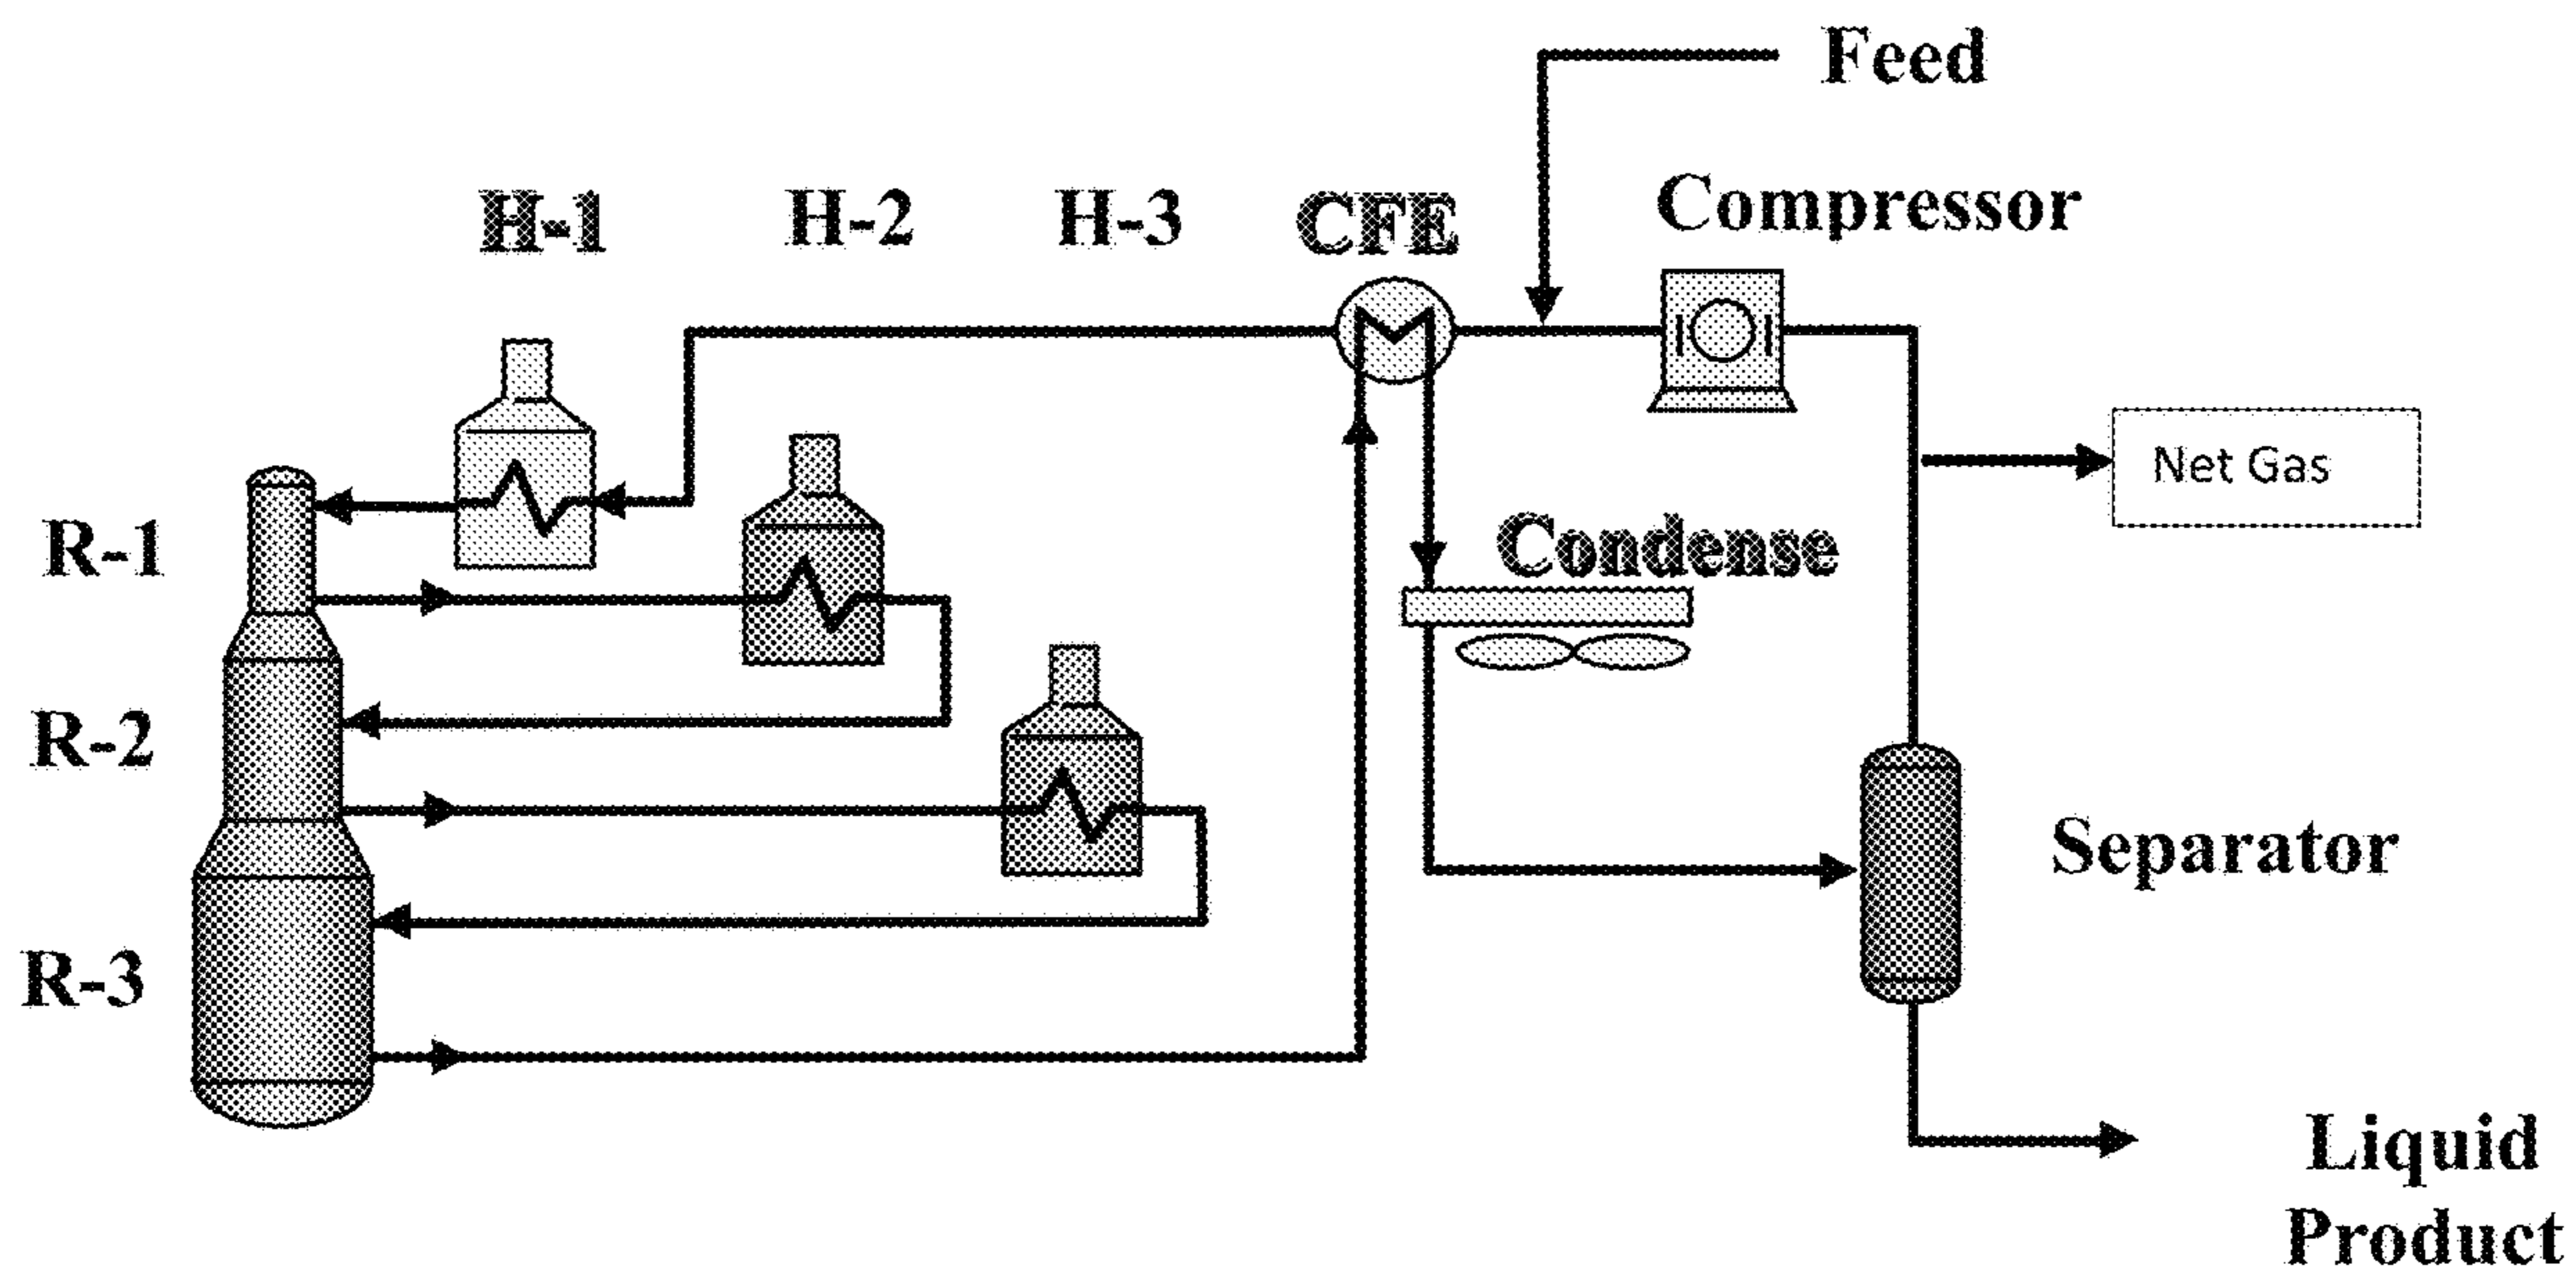 Feed
H-1
H-2
H-3
CFE
Compressor
Net Gas
R-1
Condense
R-2
Separator
R-3
Liquid
Product